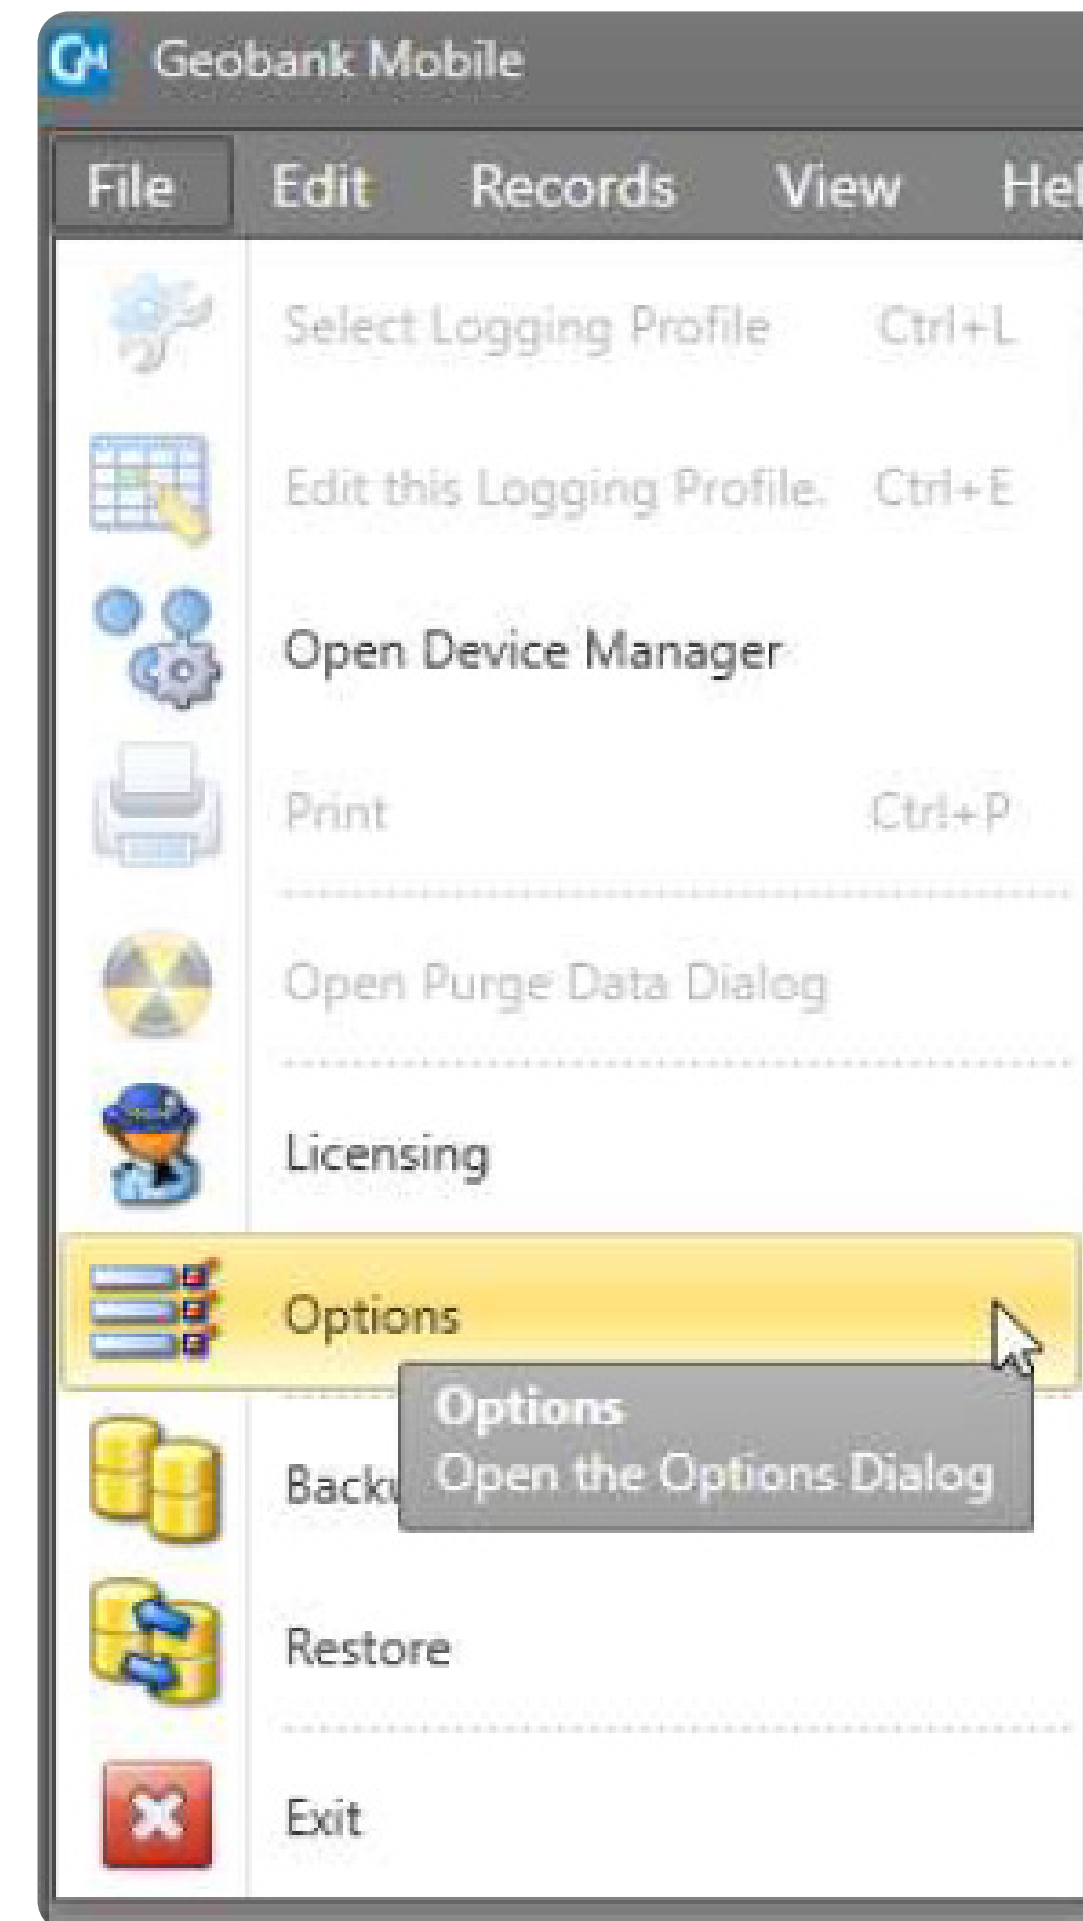 GM Geobank Mobile
File Edit Records View
Select Logging Profile Ctrl+L
Edit this Logging Profile. Ctrl+E
Open Device Manager
Print Ctrl+P
Open Purge Data Dialog
Licensing
Options
Options
Open the Options Dialog
Restore
Exit